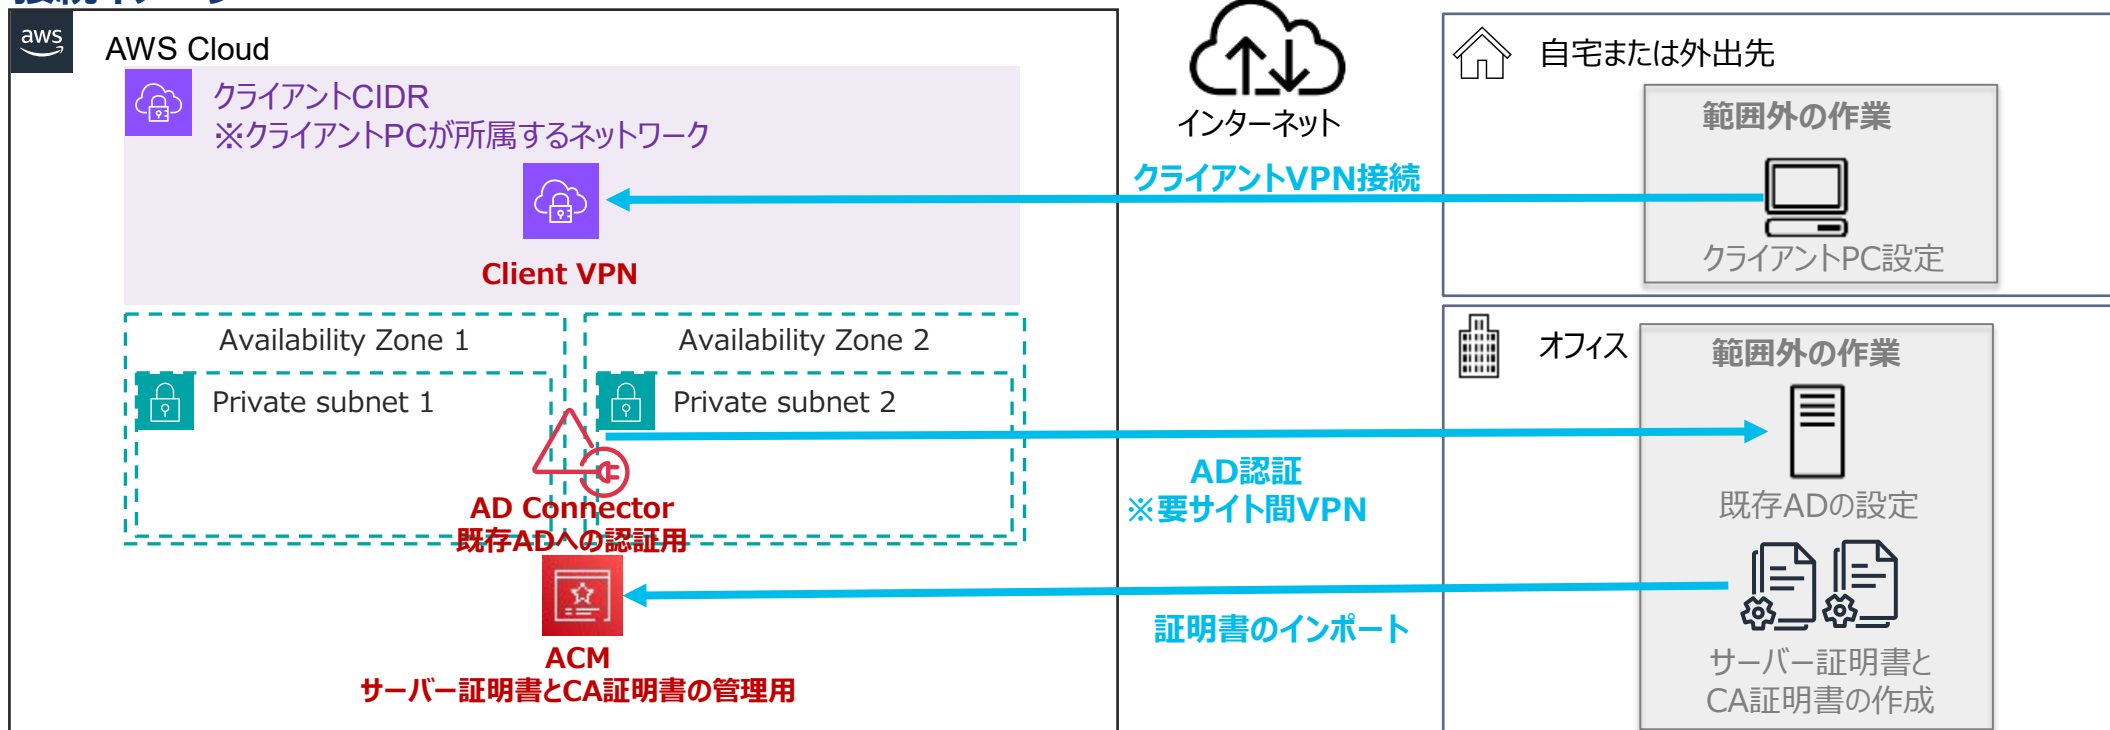 aws
AWS Cloud
クライアントCIDR
※クライアントPCが所属するネットワーク
Client VPN
Availability Zone 1
Availability Zone 2
Private subnet 1
Private subnet 2
AD Connector
既存ADへの認証用
ACM
サーバー証明書とCA証明書の管理用
インターネット
クライアントVPN接続
AD認証
※要サイト間VPN
証明書のインポート
自宅または外出先
範囲外の作業
クライアントPC設定
オフィス
範囲外の作業
既存ADの設定
サーバー証明書と
CA証明書の作成